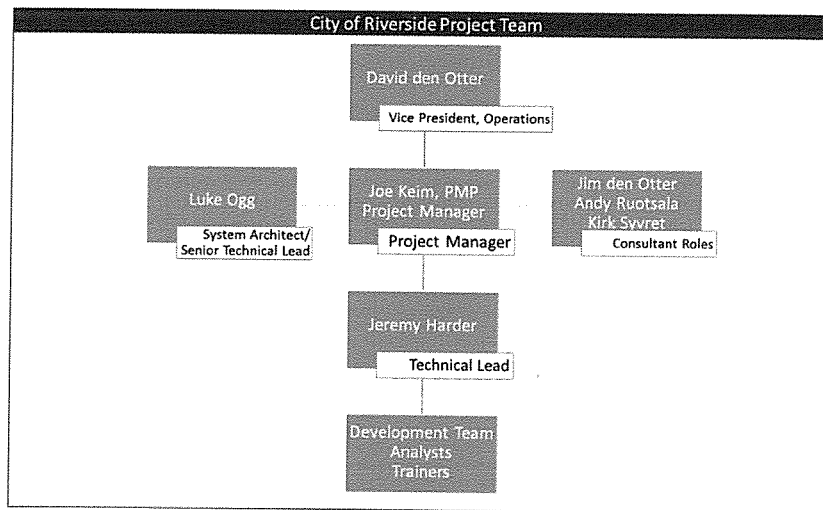 City of Riverside Project Team
David den Otter
Vice President, Operations
Luke Ogg
System Architect/
Senior Technical Lead
Joe Keim, PMP
Project Manager
Project Manager
Jim den Otter
Andy Ruotsala
Kirk Syvret
Consultant Roles
Jeremy Harder
Technical Lead
Development Team
Analysts
Trainers